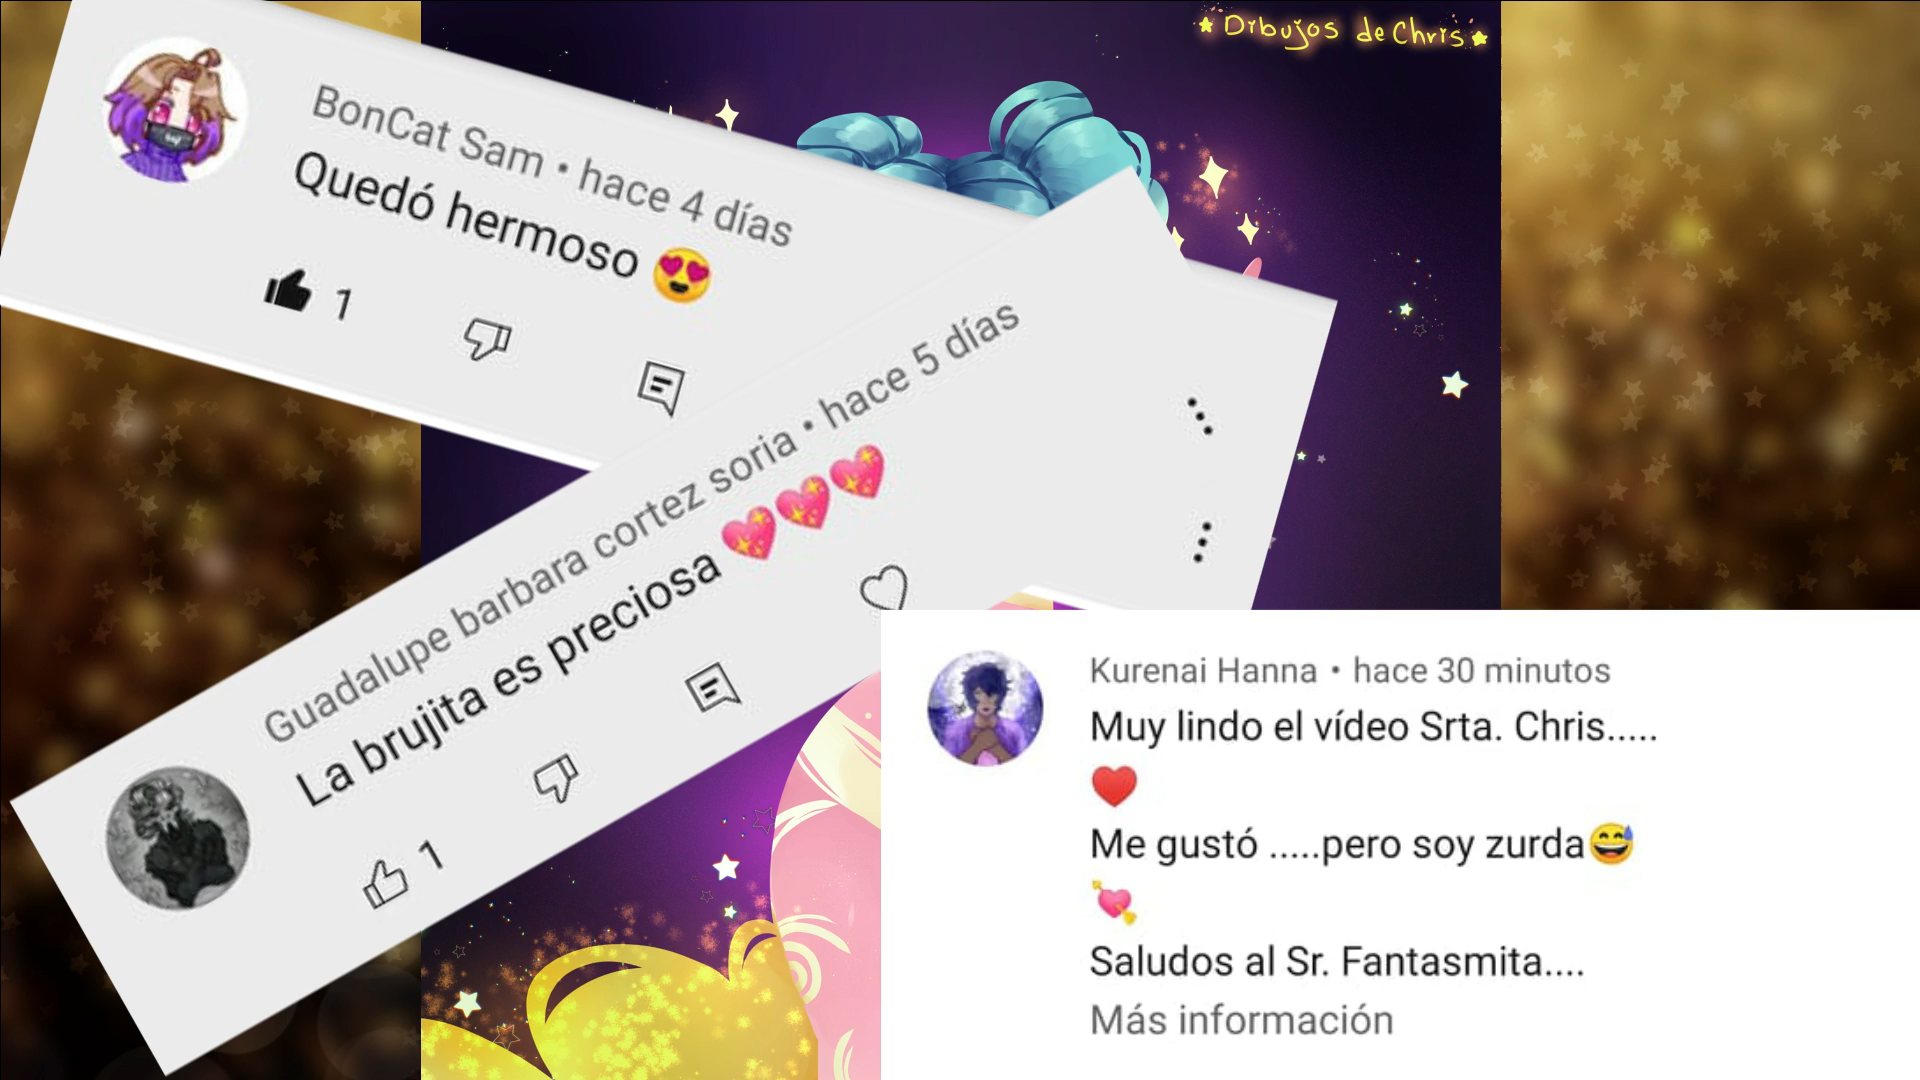 ★Dibujos de Chris★
BonCat Sam • hace 4 días
Quedó hermoso 😍
1
Guadalupe barbara cortez soria • hace 5 días
La brujita es preciosa 💖💖💖
1
Kurenai Hanna • hace 30 minutos
Muy lindo el vídeo Srta. Chris.....
♥️
Me gustó .....pero soy zurda😅
💘
Saludos al Sr. Fantasmita....
Más información